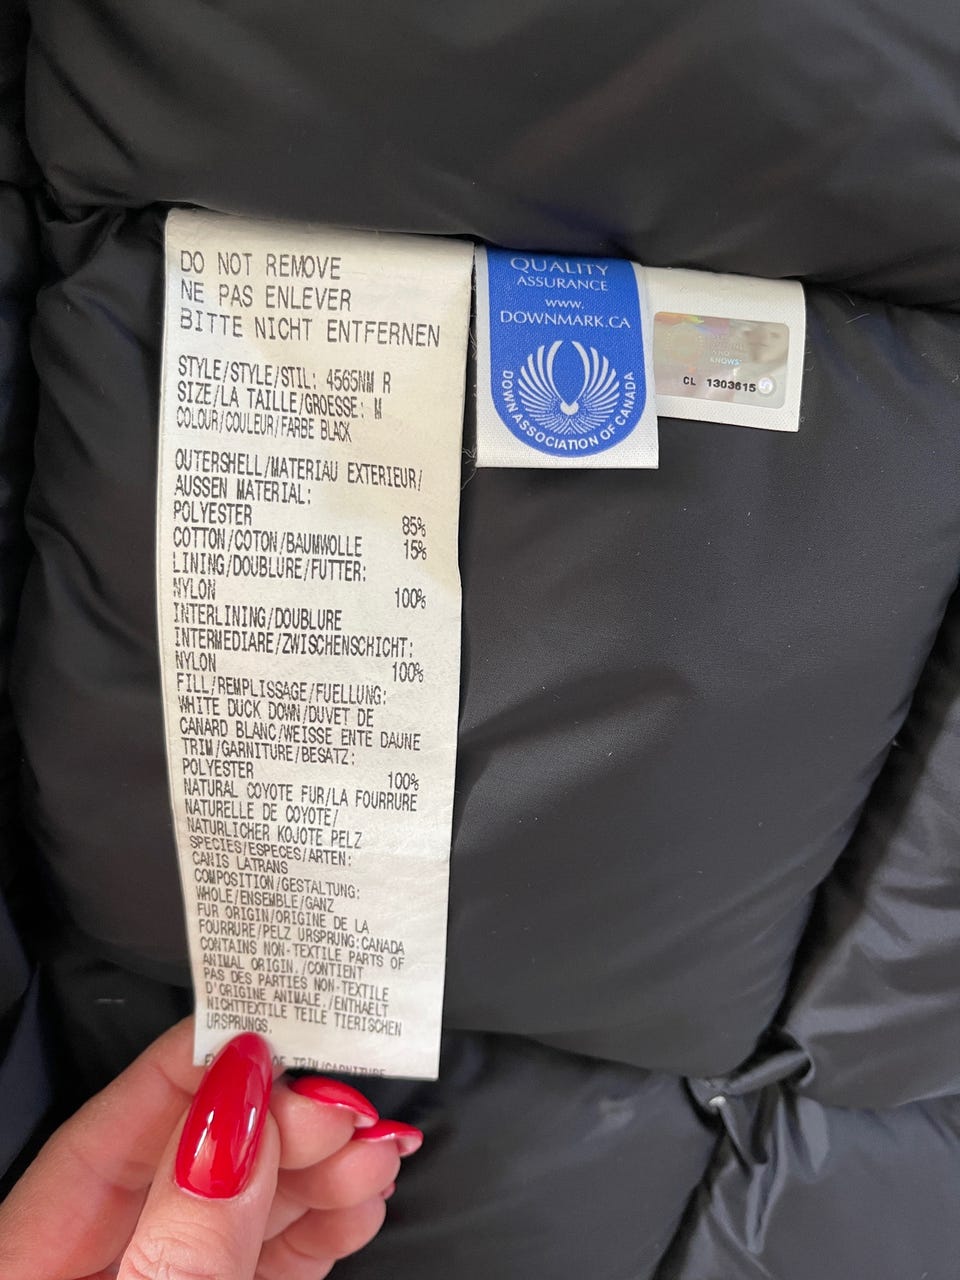 DO NOT REMOVE
NE PAS ENLEVER
BITTE NICHT ENTFERNEN
STYLE/STYLE/STIL: 4565NM R
SIZE/LA TAILLE/GROESSE: M
COLOUR/COULEUR/FARBE BLACK
OUTERSHELL/MATERIAU EXTERIEUR/
AUSSEN MATERIAL:
POLYESTER 85%
COTTON/COTON/BAUMWOLLE 15%
LINING/DOUBLURE/FUTTER:
NYLON 100%
INTERLINING/DOUBLURE
INTERMEDIARE/ZWISCHENSCHICHT:
NYLON 100%
FILL/REMPLISSAGE/FUELLUNG:
WHITE DUCK DOWN/DUVET DE
CANARD BLANC/WEISSE ENTE DAUNE
TRIM/GARNITURE/BESATZ:
POLYESTER 100%
NATURAL COYOTE FUR/LA FOURRURE
NATURELLE DE COYOTE/
NATURLICHER KOJOTE PELZ
SPECIES/ESPECES/ARTEN:
CANIS LATRANS
COMPOSITION/GESTALTUNG:
WHOLE/ENSEMBLE/GANZ
FUR ORIGIN/ORIGINE DE LA
FOURRURE/PELZ URSPRUNG:CANADA
CONTAINS NON-TEXTILE PARTS OF
ANIMAL ORIGIN./CONTIENT
PAS DES PARTIES NON-TEXTILE
D'ORIGINE ANIMALE./ENTHAELT
NICHTTEXTILE TEILE TIERISCHEN
URSPRUNGS.
OF TRIM/GARNITURE
QUALITY
ASSURANCE
www.
DOWNMARK.CA
DOWN ASSOCIATION OF CANADA
KNOWS
CL 1303615